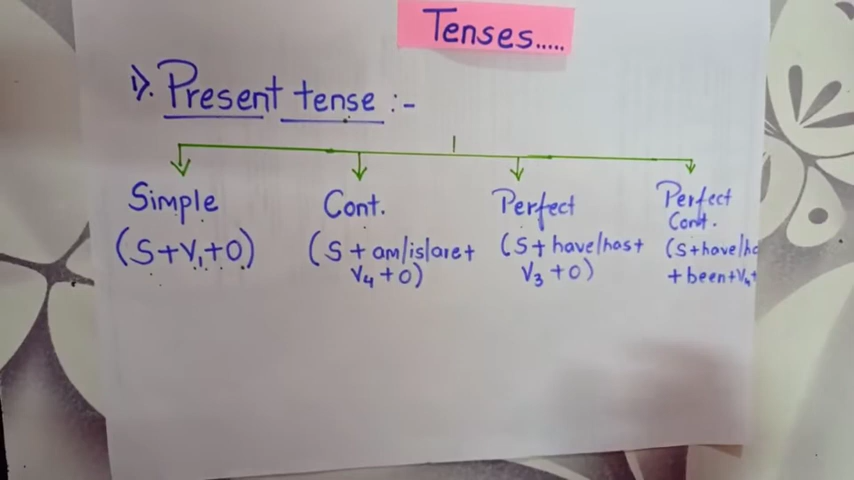 Tenses.....
1). Present tense :-
Simple
(S+V1+O)
Cont.
(S + am/is/are+
V4 +O)
Perfect
(S+ have/has+
V3 +O)
Perfect
Cont.
(S+have/ha
+been+V4+